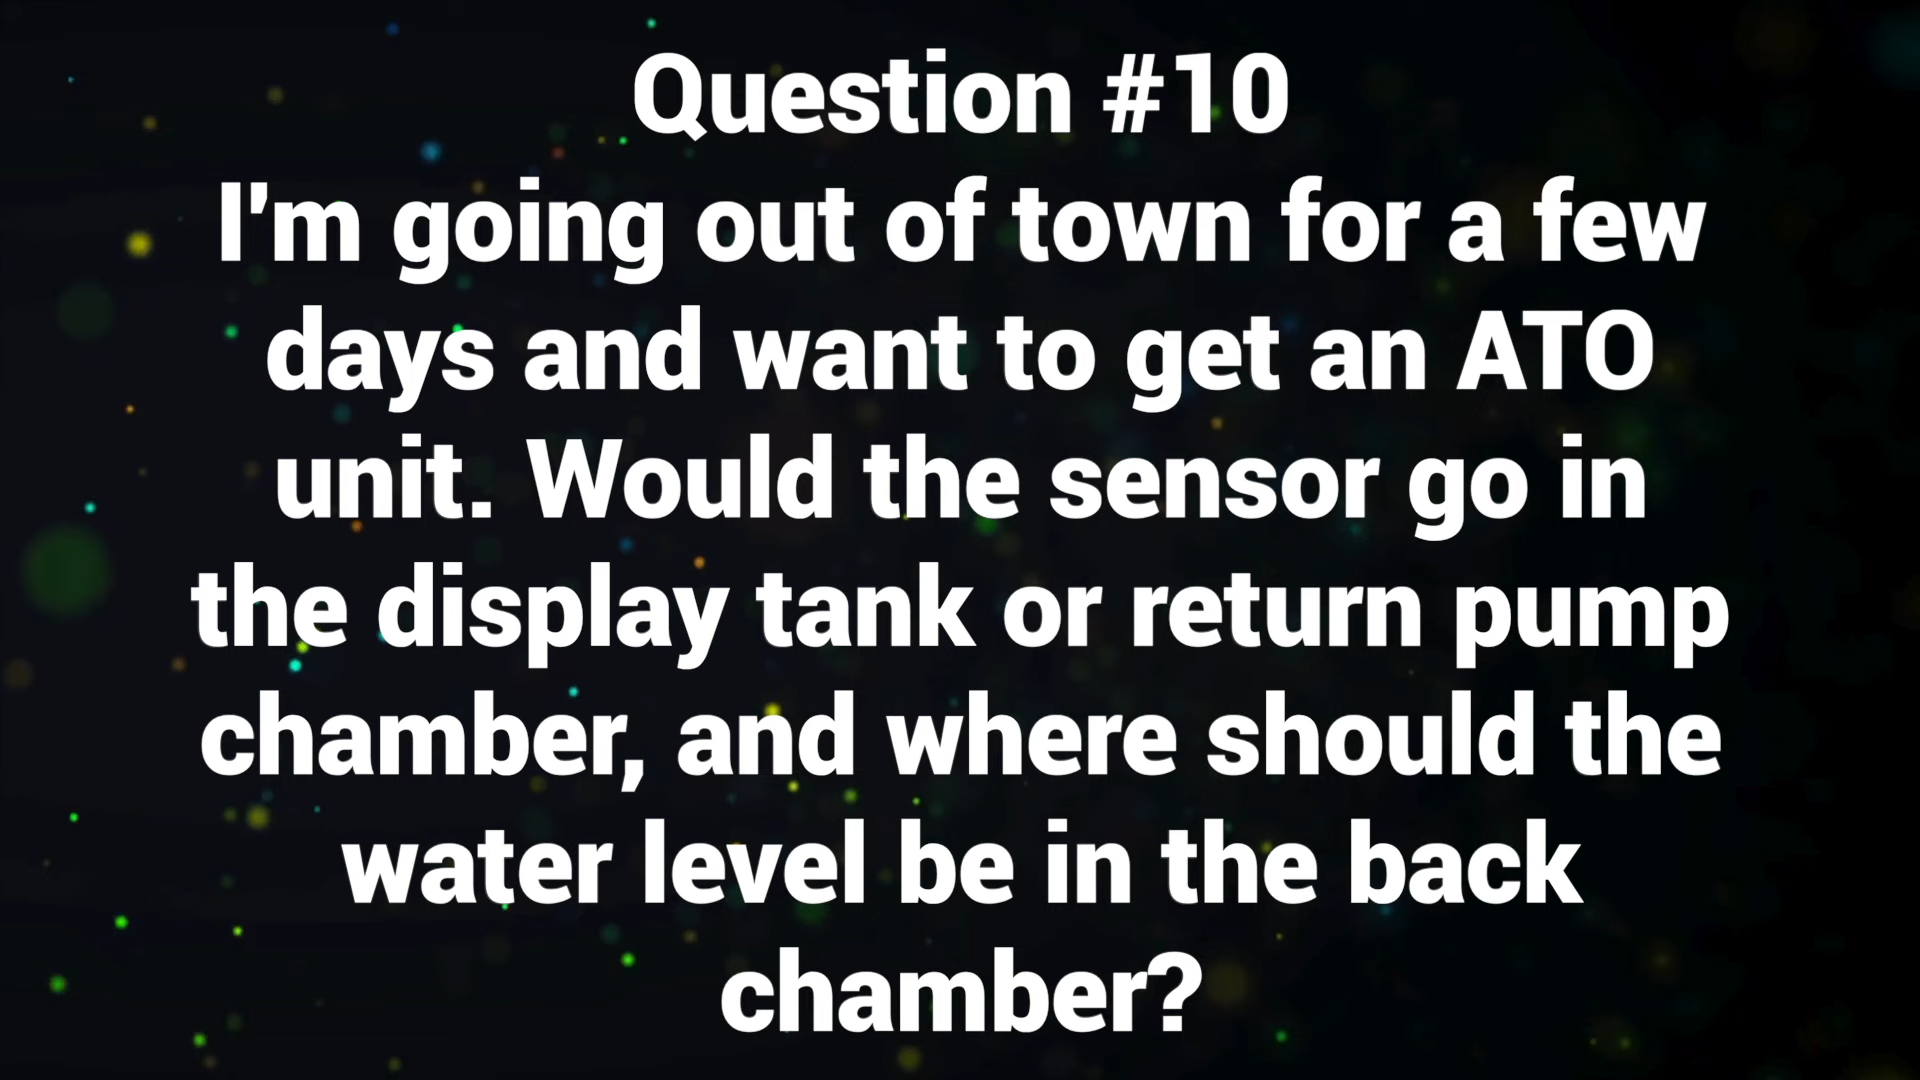 Question #10
I'm going out of town for a few
days and want to get an ATO
unit. Would the sensor go in
the display tank or return pump
chamber, and where should the
water level be in the back
chamber?